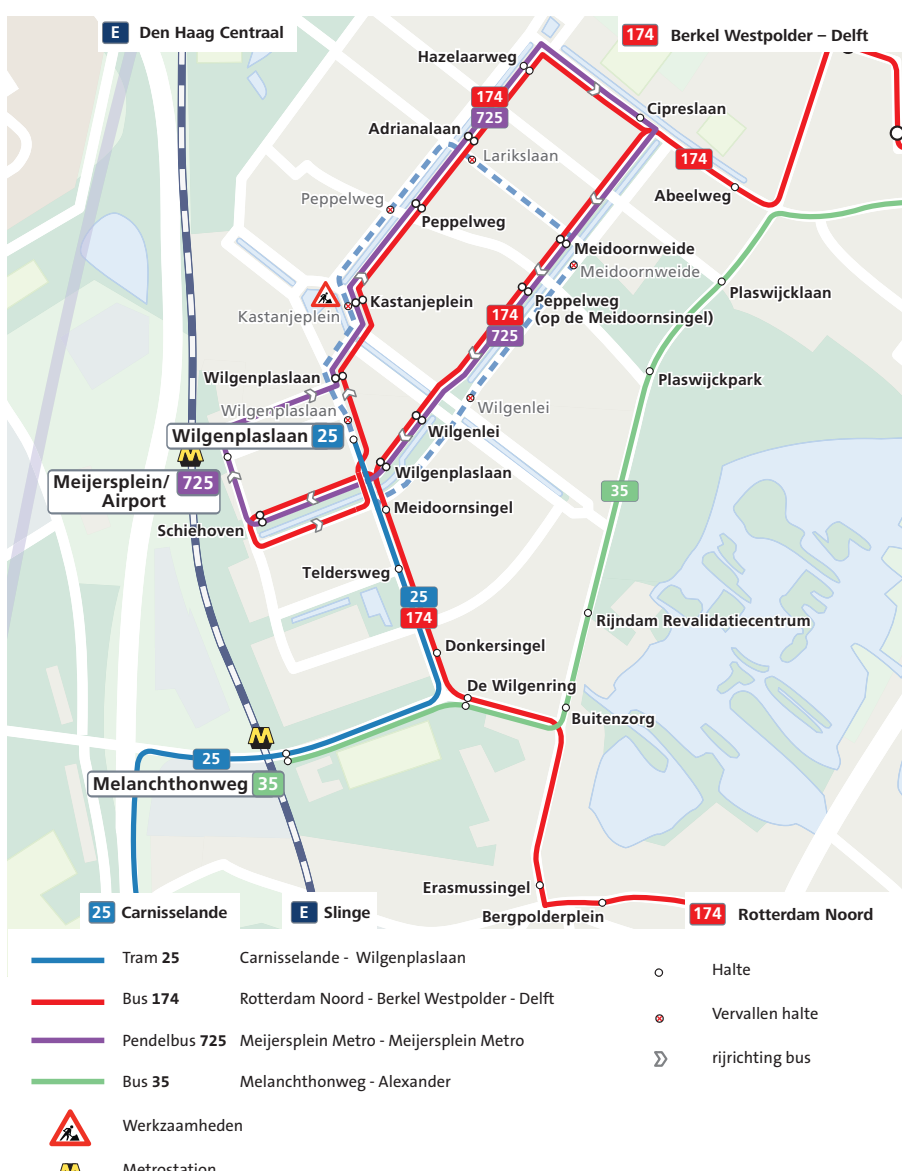 E Den Haag Centraal
174 Berkel Westpolder – Delft
Hazelaarweg
174
725
Cipreslaan
Adrianalaan
Larikslaan
174
Abeelweg
Peppelweg
Peppelweg
Meidoornweide
Meidoornweide
Plaswijcklaan
Kastanjeplein
Kastanjeplein
Peppelweg
(op de Meidoornsingel)
174
725
Wilgenplaslaan
Plaswijckpark
Wilgenplaslaan
Wilgenlei
Wilgenplaslaan 25
Wilgenlei
M
Meijersplein/
Airport
725
Wilgenplaslaan
35
Meidoornsingel
Schiehoven
Teldersweg
25
174
Rijndam Revalidatiecentrum
Donkersingel
De Wilgenring
Buitenzorg
M
25
Melanchthonweg 35
Erasmussingel
Bergpolderplein
25 Carnisselande
E Slinge
174 Rotterdam Noord
Tram 25 Carnisselande - Wilgenplaslaan
Halte
Bus 174 Rotterdam Noord - Berkel Westpolder - Delft
Vervallen halte
Pendelbus 725 Meijersplein Metro - Meijersplein Metro
rijrichting bus
Bus 35 Melanchthonweg - Alexander
Werkzaamheden
Metrostation